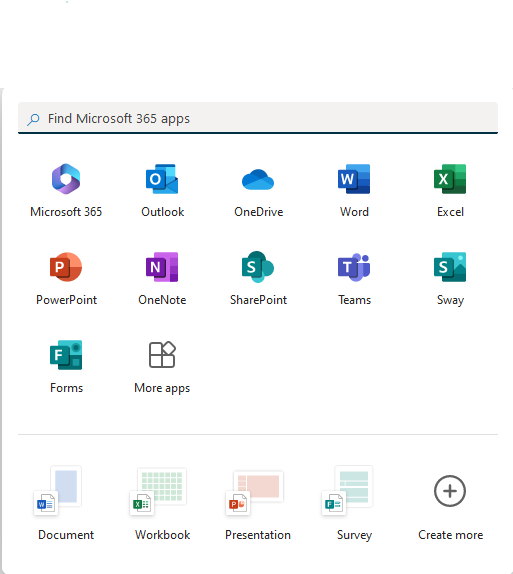 Find Microsoft 365 apps
Microsoft 365 Outlook OneDrive Word Excel
PowerPoint OneNote SharePoint Teams Sway
Forms More apps
Document Workbook Presentation Survey Create more